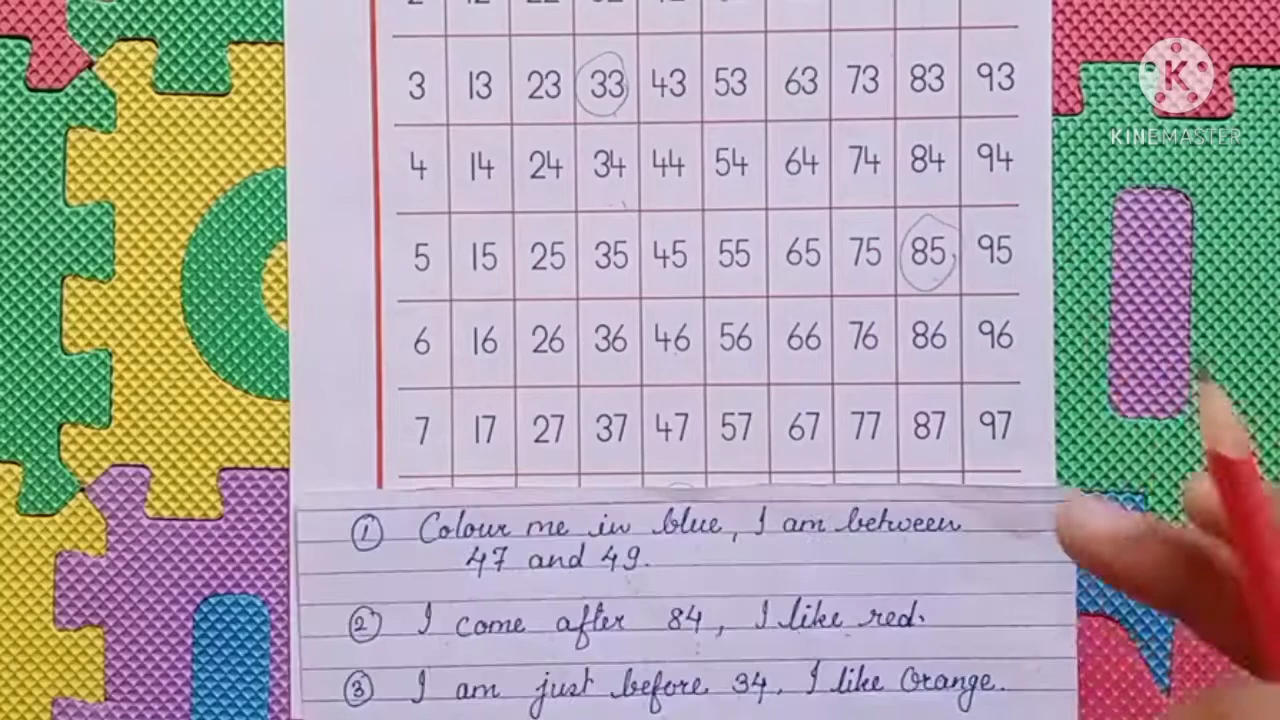 3 13 23 33 43 53 63 73 83 93
4 14 24 34 44 54 64 74 84 94
5 15 25 35 45 55 65 75 85 95
6 16 26 36 46 56 66 76 86 96
7 17 27 37 47 57 67 77 87 97
① Colour me in blue, I am between
47 and 49.
② I come after 84, I like red.
③ I am just before 34, I like Orange.
K
KINEMASTER